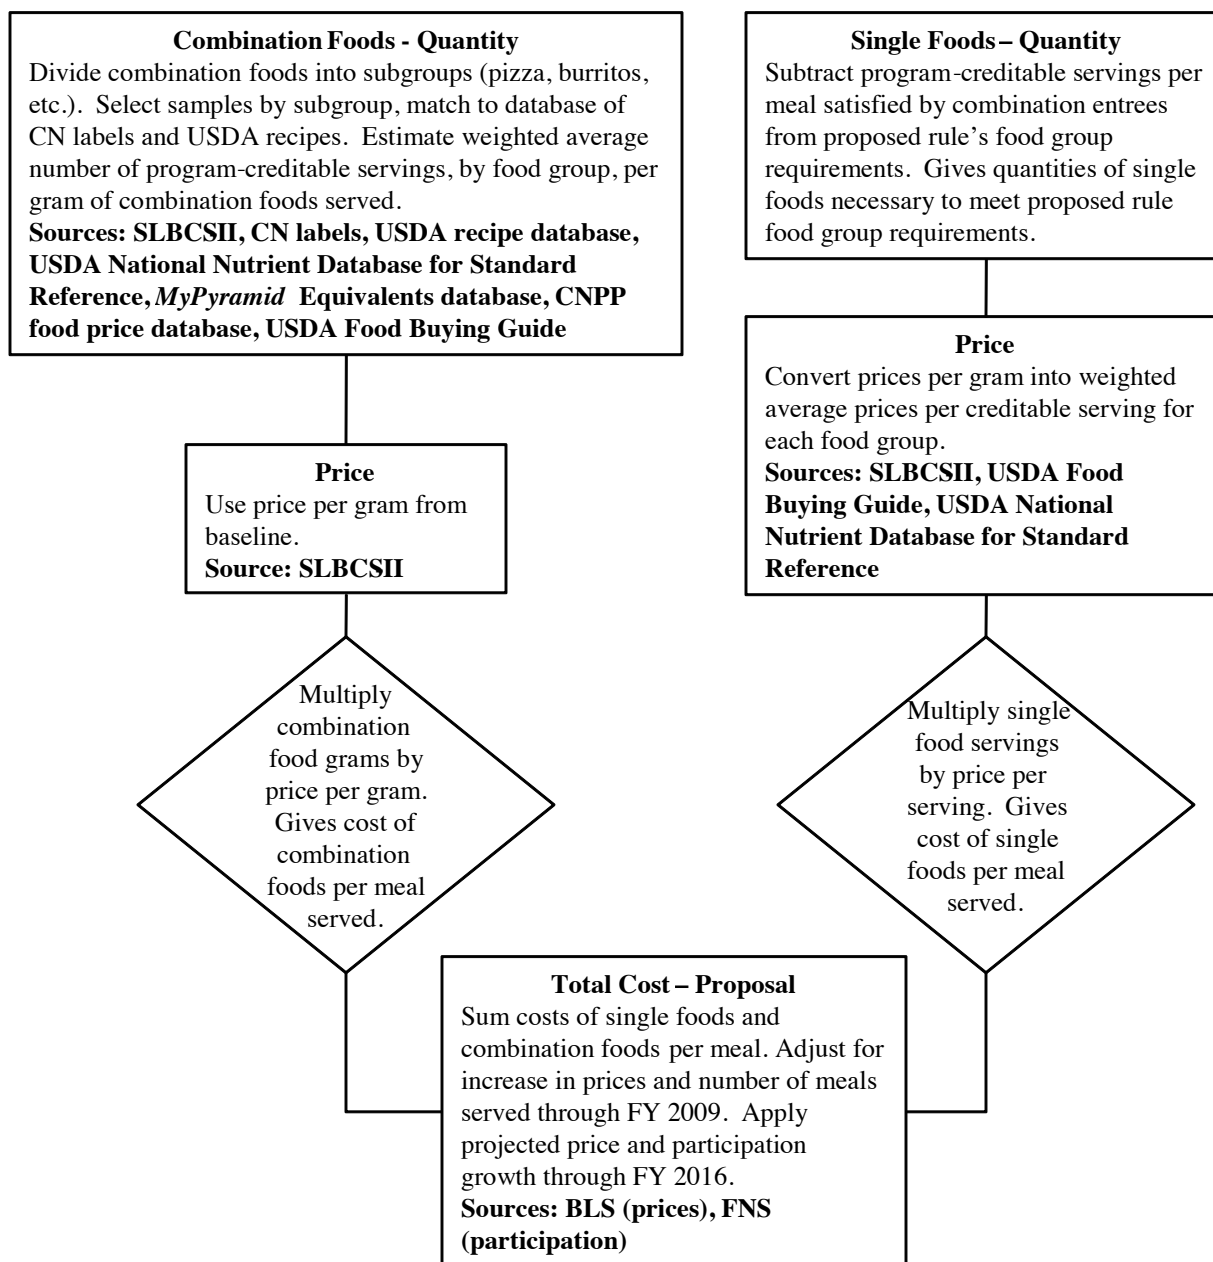 Combination Foods - Quantity
Divide combination foods into subgroups (pizza, burritos,
etc.).  Select samples by subgroup, match to database of
CN labels and USDA recipes.  Estimate weighted average
number of program-creditable servings, by food group, per
gram of combination foods served.
Sources: SLBCSII, CN labels, USDA recipe database,
USDA National Nutrient Database for Standard
Reference, MyPyramid Equivalents database, CNPP
food price database, USDA Food Buying Guide
Price
Use price per gram from
baseline.
Source: SLBCSII
Multiply
combination
food grams by
price per gram.
Gives cost of
combination
foods per meal
served.
Single Foods – Quantity
Subtract program-creditable servings per
meal satisfied by combination entrees
from proposed rule's food group
requirements.  Gives quantities of single
foods necessary to meet proposed rule
food group requirements.
Price
Convert prices per gram into weighted
average prices per creditable serving for
each food group.
Sources: SLBCSII, USDA Food
Buying Guide, USDA National
Nutrient Database for Standard
Reference
Multiply single
food servings
by price per
serving.  Gives
cost of single
foods per meal
served.
Total Cost – Proposal
Sum costs of single foods and
combination foods per meal. Adjust for
increase in prices and number of meals
served through FY 2009.  Apply
projected price and participation
growth through FY 2016.
Sources: BLS (prices), FNS
(participation)